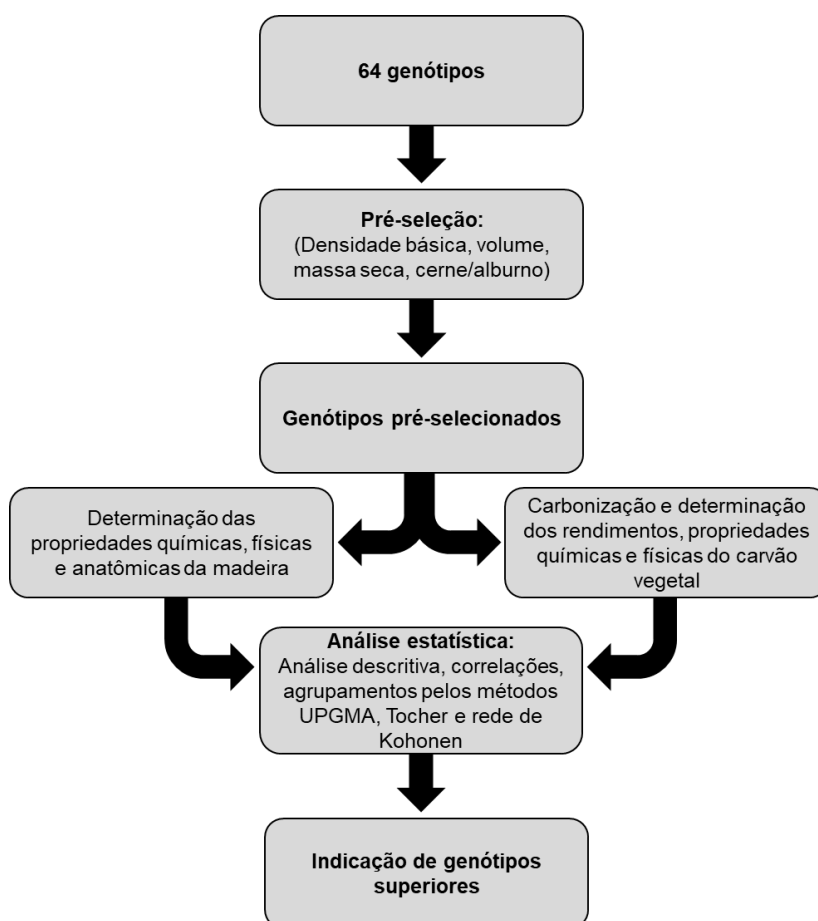 64 genótipos
Pré-seleção:
(Densidade básica, volume,
massa seca, cerne/alburno)
Genótipos pré-selecionados
Determinação das
propriedades químicas, físicas
e anatômicas da madeira
Carbonização e determinação
dos rendimentos, propriedades
químicas e físicas do carvão
vegetal
Análise estatística:
Análise descritiva, correlações,
agrupamentos pelos métodos
UPGMA, Tocher e rede de
Kohonen
Indicação de genótipos
superiores